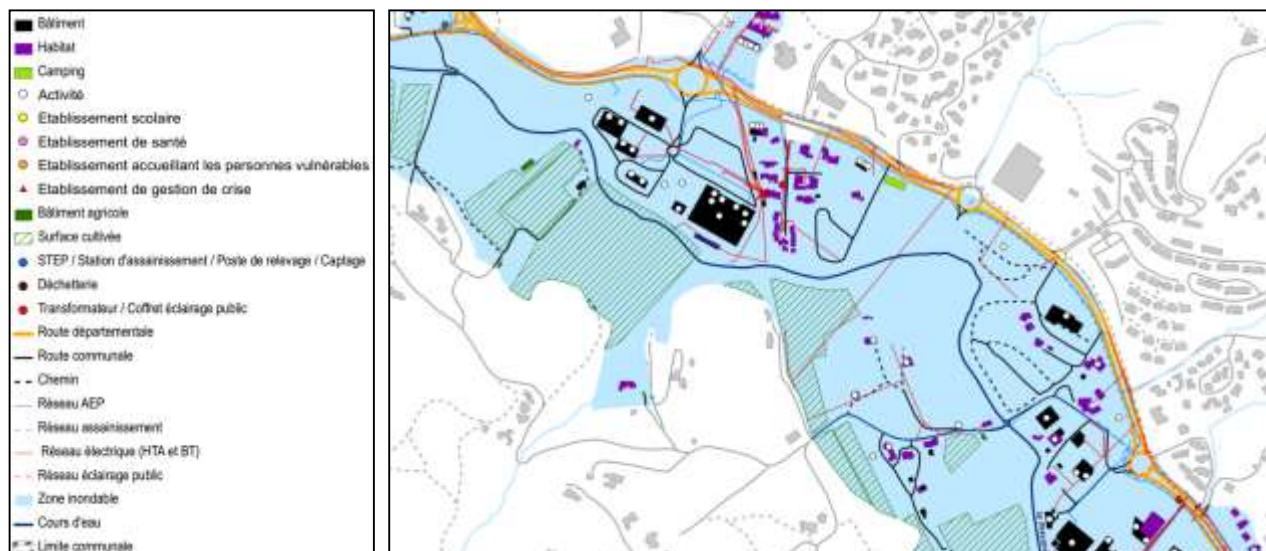 Bâtiment
Habitat
Camping
Activité
Etablissement scolaire
Etablissement de santé
Etablissement accueillant les personnes vulnérables
Etablissement de gestion de crise
Bâtiment agricole
Surface cultivée
STEP / Station d'assainissement / Poste de relevage / Captage
Déchetterie
Transformateur / Coffret éclairage public
Route départementale
Route communale
Chemin
Réseau AEP
Réseau assainissement
Réseau électrique (HTA et BT)
Réseau éclairage public
Zone inondable
Cours d'eau
Limite communale